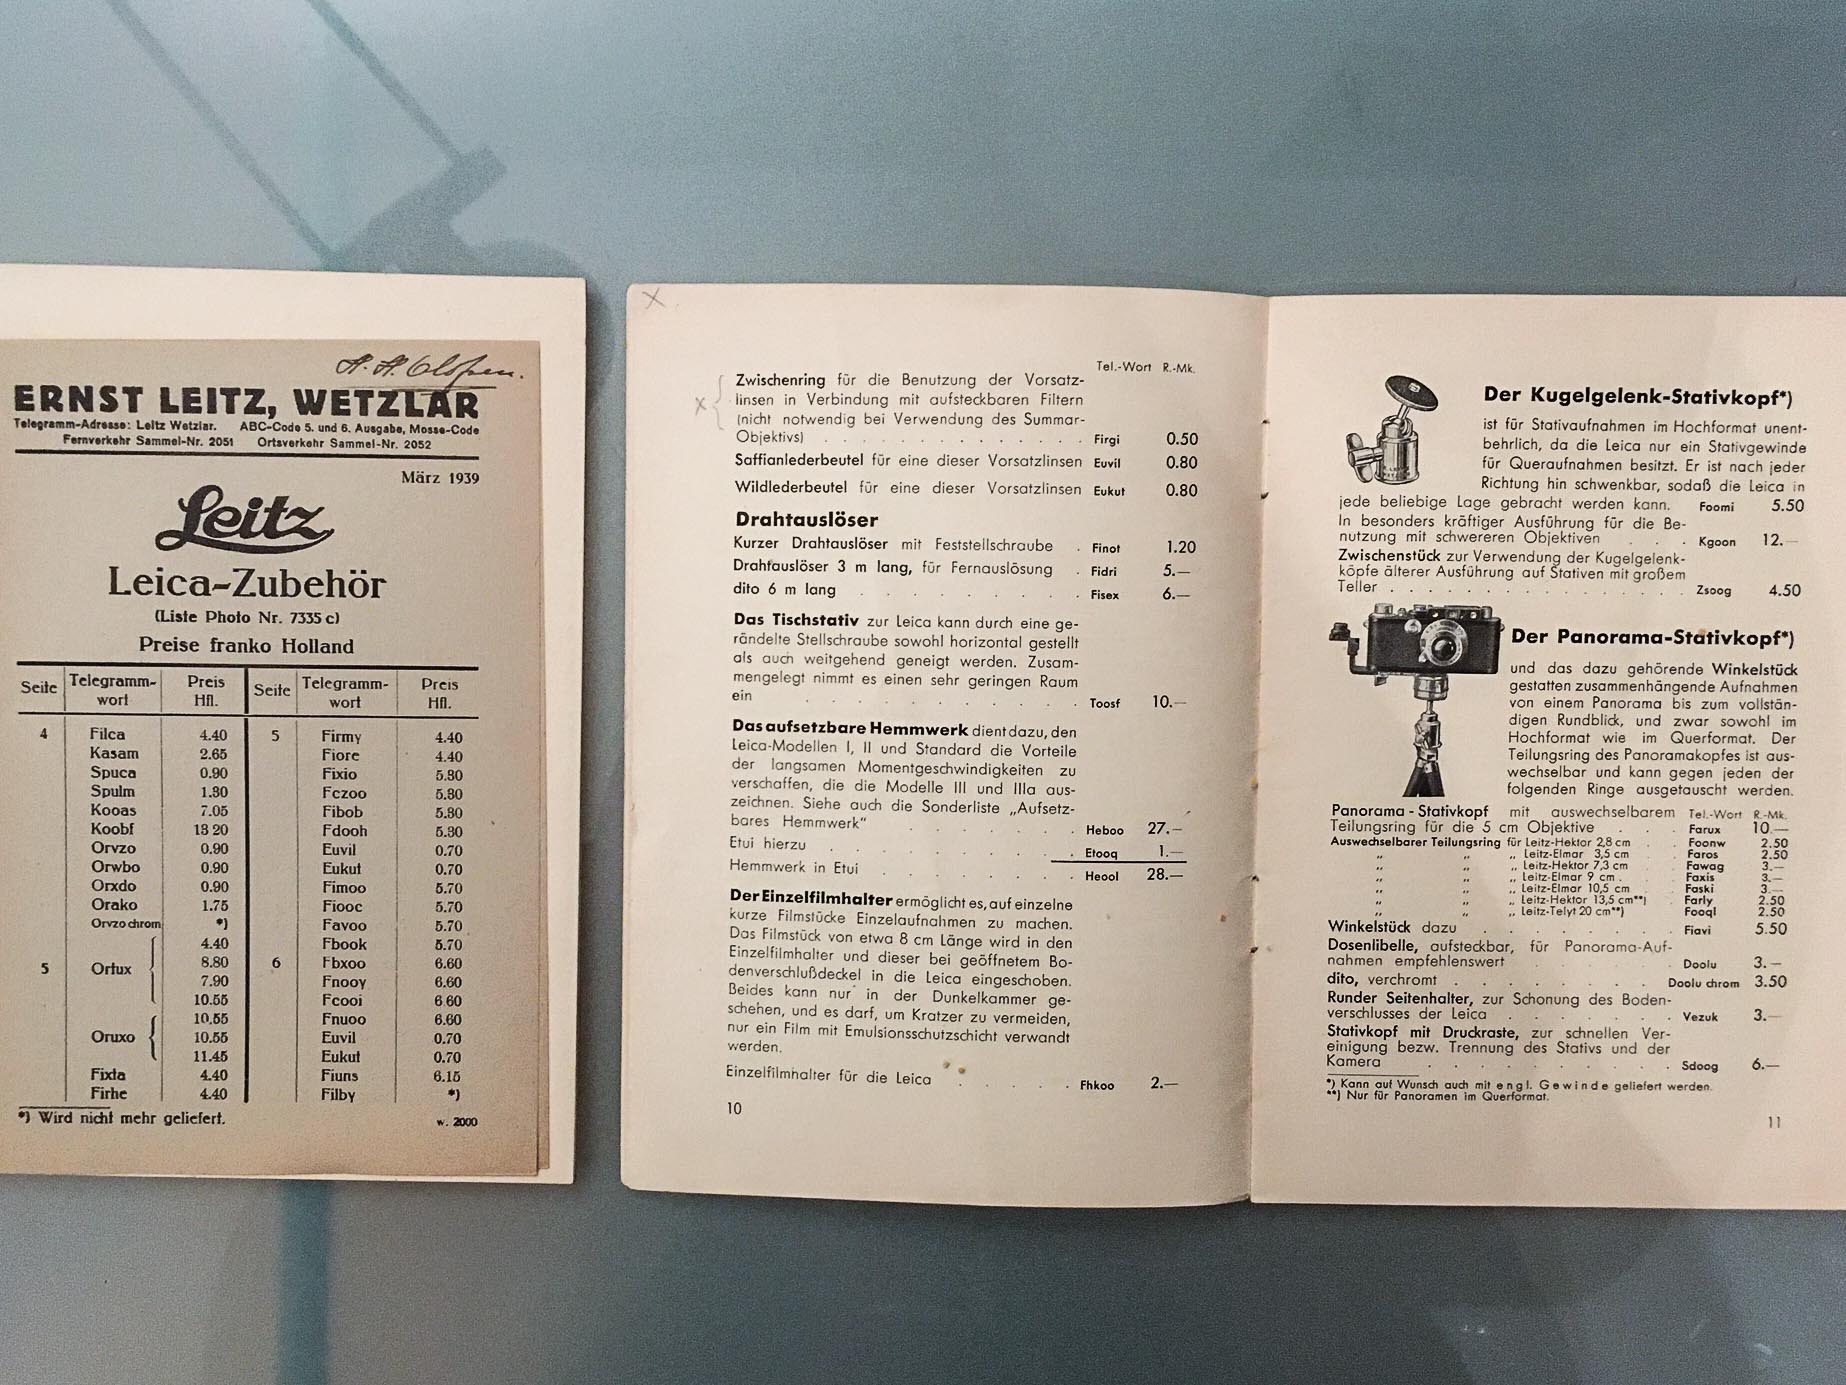 ERNST LEITZ, WETZLAR
Telegramm-Adresse: Leitz Wetzlar. ABC-Code 5. und 6. Ausgabe, Mosse-Code
Fernverkehr Sammel-Nr. 2051 Ortsverkehr Sammel-Nr. 2052
März 1939
Leitz
Leica-Zubehör
(Liste Photo Nr. 7335 c)
Preise franko Holland
Seite Telegramm-wort Preis Hfl. Seite Telegramm-wort Preis Hfl.
4 Filca 4.40 5 Firmy 4.40
Kasam 2.65 Fiore 4.40
Spuca 0.90 Fixio 5.30
Spulm 1.30 Fczoo 5.30
Kooas 7.05 Fibob 5.30
Koobf 13 20 Fdooh 5.30
Orvzo 0.90 Euvil 0.70
Orwbo 0.90 Eukut 0.70
Orxdo 0.90 Fimoo 5.70
Orako 1.75 Fiooc 5.70
Orvzo chrom *) Favoo 5.70
4.40 Fbook 5.70
5 Ortux 8.80 6 Fbxoo 6.60
7.90 Fnooy 6.60
10.55 Fcooi 6 60
10,55 Fnuoo 6.60
Oruxo 10.55 Euvil 0.70
11.45 Eukut 0.70
Fixta 4.40 Fiuns 6.15
Firhe 4.40 Filby *)
*) Wird nicht mehr geliefert.
w. 2000
x
Tel.-Wort R.-Mk.
x
Zwischenring für die Benutzung der Vorsatz-
linsen in Verbindung mit aufsteckbaren Filtern
(nicht notwendig bei Verwendung des Summar-
Objektivs) . . . . . . . . . . . . Firgi 0.50
Saffianlederbeutel für eine dieser Vorsatzlinsen Euvil 0.80
Wildlederbeutel für eine dieser Vorsatzlinsen Eukut 0.80
Drahtauslöser
Kurzer Drahtauslöser mit Feststellschraube . Finot 1.20
Drahtauslöser 3 m lang, für Fernauslösung . Fidri 5.—
dito 6 m lang . . . . . . . . . . Fisex 6.—
Das Tischstativ zur Leica kann durch eine ge-
rändelte Stellschraube sowohl horizontal gestellt
als auch weitgehend geneigt werden. Zusam-
mengelegt nimmt es einen sehr geringen Raum
ein . . . . . . . . . . . . . Toosf 10.—
Das aufsetzbare Hemmwerk dient dazu, den
Leica-Modellen I, II und Standard die Vorteile
der langsamen Momentgeschwindigkeiten zu
verschaffen, die die Modelle III und IIIa aus-
zeichnen. Siehe auch die Sonderliste „Aufsetz-
bares Hemmwerk“ . . . . . . . . Heboo 27.—
Etui hierzu . . . . . . . . . . . Etooq 1.—
Hemmwerk in Etui . . . . . . . . Heool 28.—
Der Einzelfilmhalter ermöglicht es, auf einzelne
kurze Filmstücke Einzelaufnahmen zu machen.
Das Filmstück von etwa 8 cm Länge wird in den
Einzelfilmhalter und dieser bei geöffnetem Bo-
denverschlußdeckel in die Leica eingeschoben.
Beides kann nur in der Dunkelkammer ge-
schehen, und es darf, um Kratzer zu vermeiden,
nur ein Film mit Emulsionsschutzschicht verwandt
werden.
Einzelfilmhalter für die Leica . . . . . Fhkoo 2.—
10
Der Kugelgelenk-Stativkopf*)
ist für Stativaufnahmen im Hochformat unent-
behrlich, da die Leica nur ein Stativgewinde
für Queraufnahmen besitzt. Er ist nach jeder
Richtung hin schwenkbar, sodaß die Leica in
jede beliebige Lage gebracht werden kann. Foomi 5.50
In besonders kräftiger Ausführung für die Be-
nutzung mit schwereren Objektiven . . . Kgoon 12.—
Zwischenstück zur Verwendung der Kugelgelenk-
köpfe älterer Ausführung auf Stativen mit großem
Teller . . . . . . . . . . . . . . Zsoog 4.50
Der Panorama-Stativkopf*)
und das dazu gehörende Winkelstück
gestatten zusammenhängende Aufnahmen
von einem Panorama bis zum vollstän-
digen Rundblick, und zwar sowohl im
Hochformat wie im Querformat. Der
Teilungsring des Panoramakopfes ist aus-
wechselbar und kann gegen jeden der
folgenden Ringe ausgetauscht werden.
Panorama-Stativkopf mit auswechselbarem Tel.-Wort R.-Mk.
Teilungsring für die 5 cm Objektive . . Farux 10.—
Auswechselbarer Teilungsring für Leitz-Hektor 2,8 cm . Foonw 2.50
„ „ „ Leitz-Elmar 3,5 cm . Faros 2.50
„ „ „ Leitz-Hektor 7,3 cm . Fawag 3.—
„ „ „ Leitz-Elmar 9 cm . . Faxis 3.—
„ „ „ Leitz-Elmar 10,5 cm . Faski 3.—
„ „ „ Leitz-Hektor 13,5 cm**) Farly 2.50
„ „ „ Leitz-Telyt 20 cm**) Fooql 2.50
Winkelstück dazu . . . . . . . . Fiavi 5.50
Dosenlibelle, aufsteckbar, für Panorama-Auf-
nahmen empfehlenswert . . . . . . Doolu 3.—
dito, verchromt . . . . . . . . Doolu chrom 3.50
Runder Seitenhalter, zur Schonung des Boden-
verschlusses der Leica . . . . . . . Vezuk 3.—
Stativkopf mit Druckraste, zur schnellen Ver-
einigung bezw. Trennung des Stativs und der
Kamera . . . . . . . . . . . . Sdoog 6.—
*) Kann auf Wunsch auch mit engl. Gewinde geliefert werden.
**) Nur für Panoramen im Querformat.
11